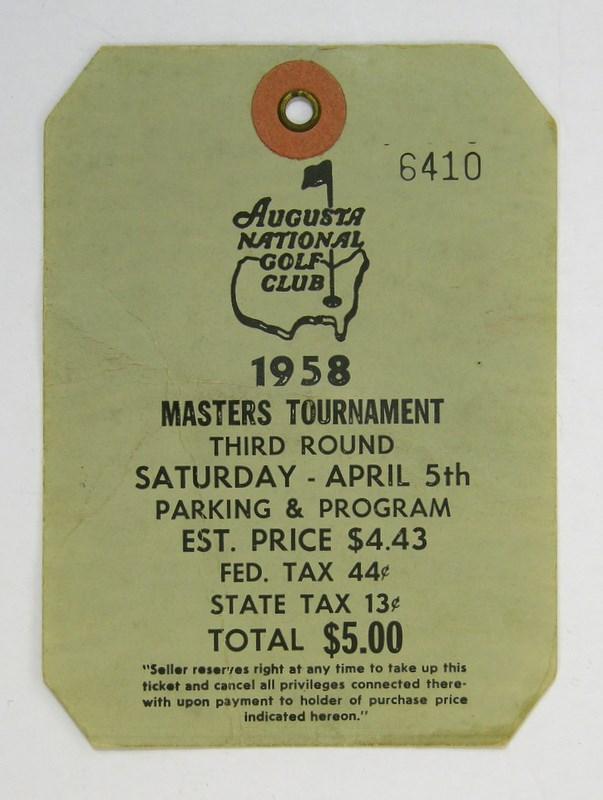 6410
AUGUSTA
NATIONAL
GOLF
CLUB
1958
MASTERS TOURNAMENT
THIRD ROUND
SATURDAY - APRIL 5th
PARKING & PROGRAM
EST. PRICE $4.43
FED. TAX 44¢
STATE TAX 13¢
TOTAL $5.00
"Seller reserves right at any time to take up this
ticket and cancel all privileges connected there-
with upon payment to holder of purchase price
indicated hereon."